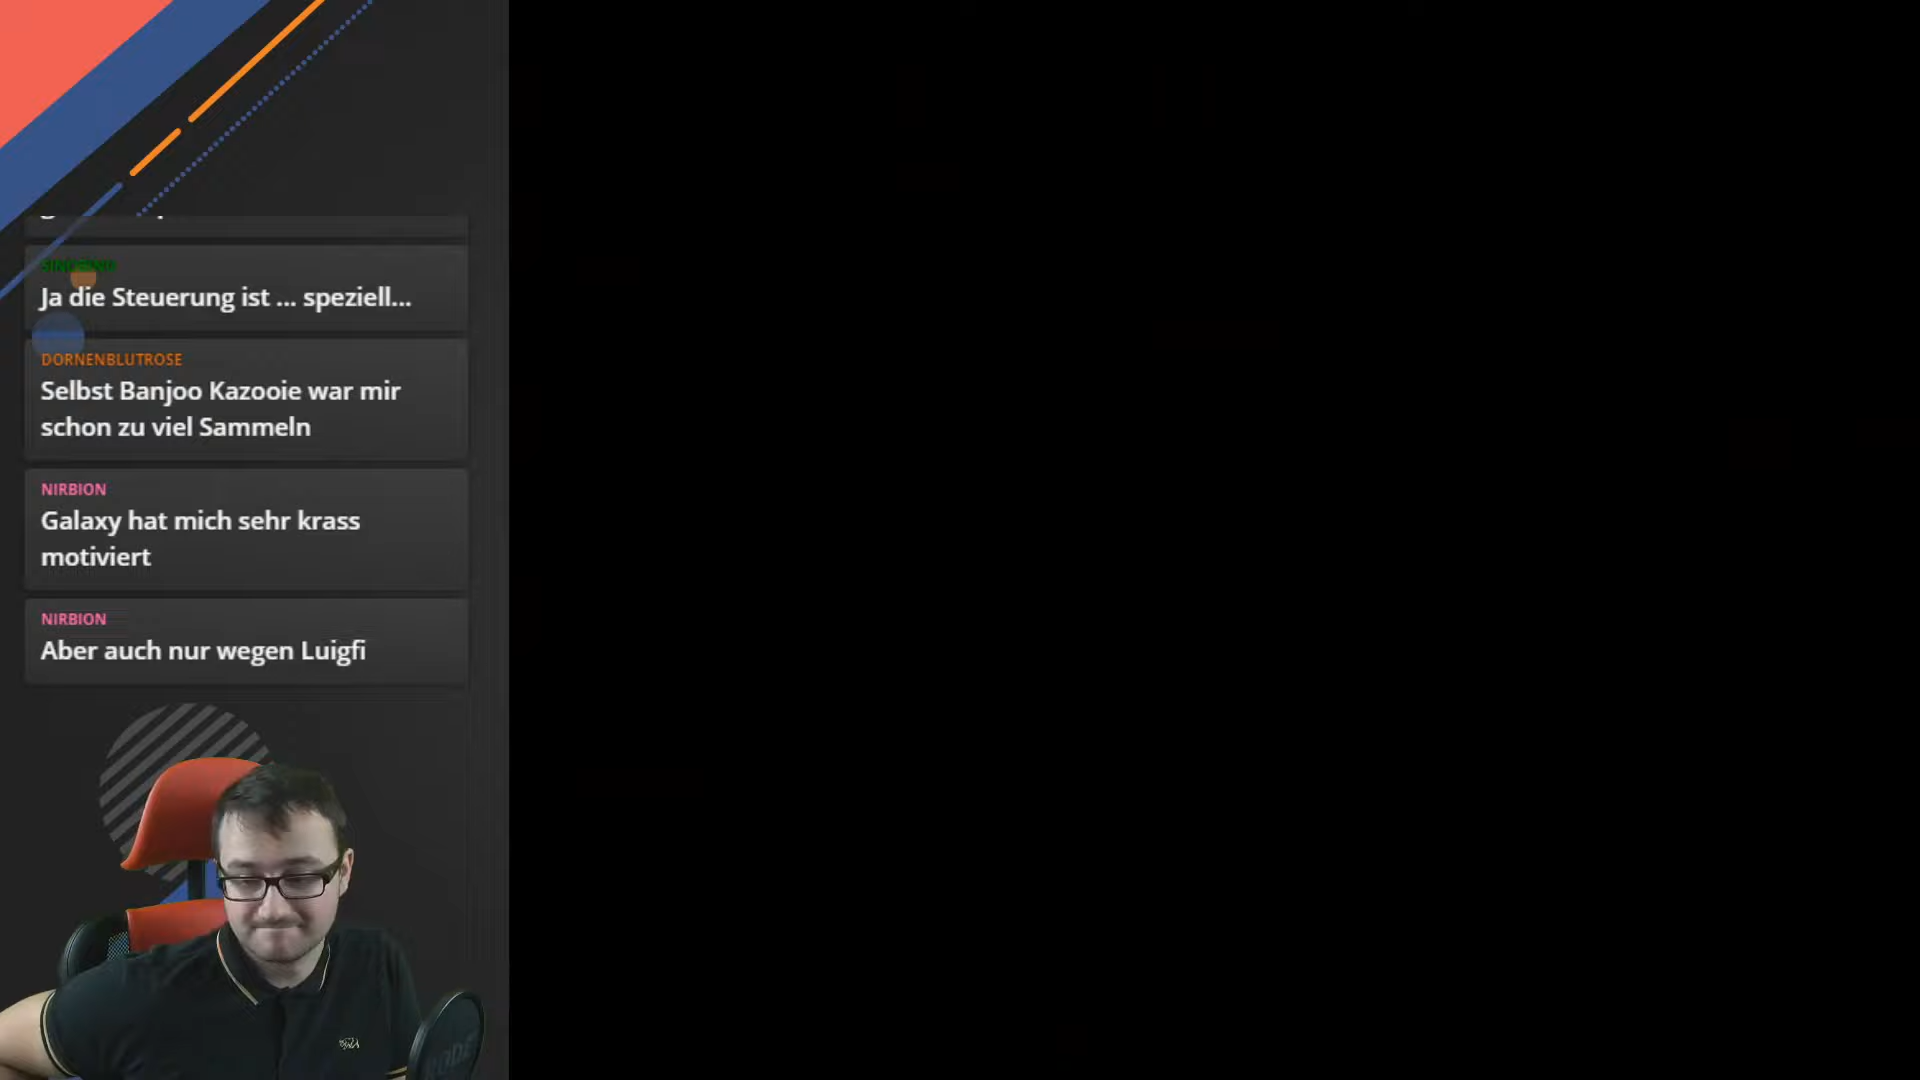 Ja die Steuerung ist ... speziell...
DORNENBLUTROSE
Selbst Banjoo Kazooie war mir
schon zu viel Sammeln
NIRBION
Galaxy hat mich sehr krass
motiviert
NIRBION
Aber auch nur wegen Luigfi
RODE